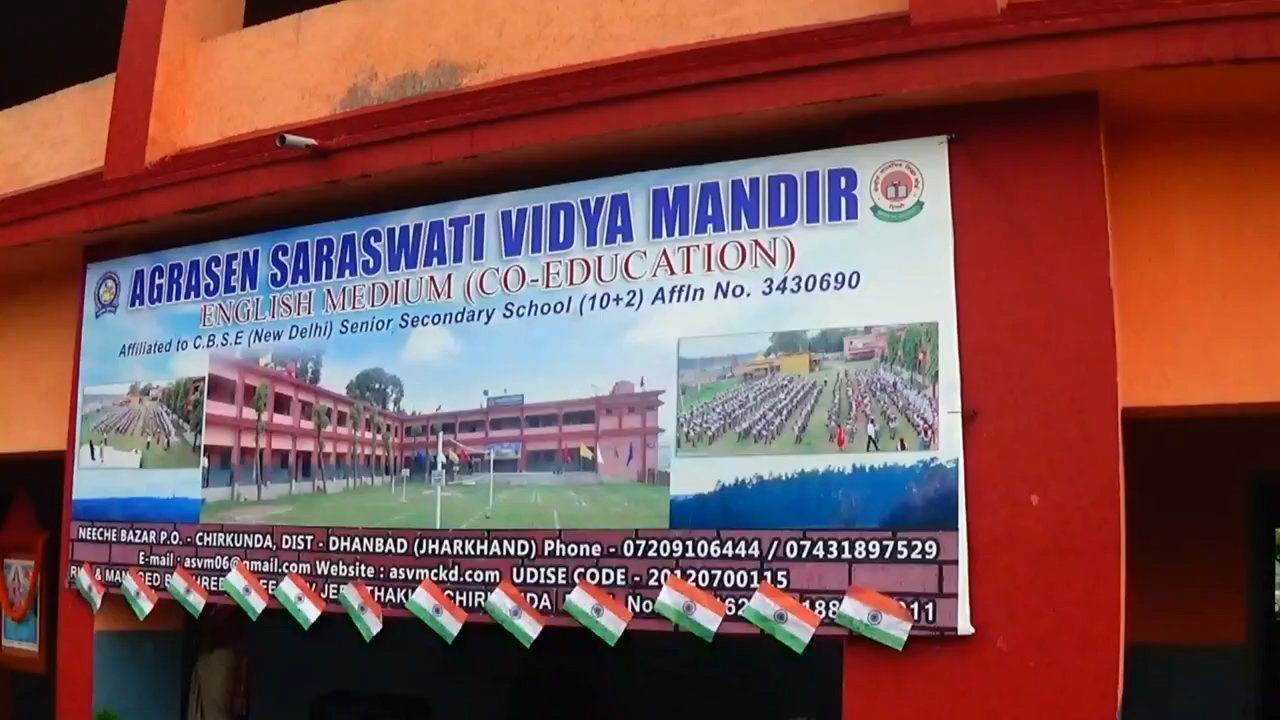 AGRASEN SARASWATI VIDYA MANDIR
ENGLISH MEDIUM (CO-EDUCATION)
Affiliated to C.B.S.E (New Delhi) Senior Secondary School (10+2) Affln No. 3430690
NEECHE BAZAR P.O. - CHIRKUNDA, DIST - DHANBAD (JHARKHAND) Phone - 07209106444 / 07431897529
E-mail : asvm06@gmail.com Website : asvmckd.com UDISE CODE - 20120700115
& No